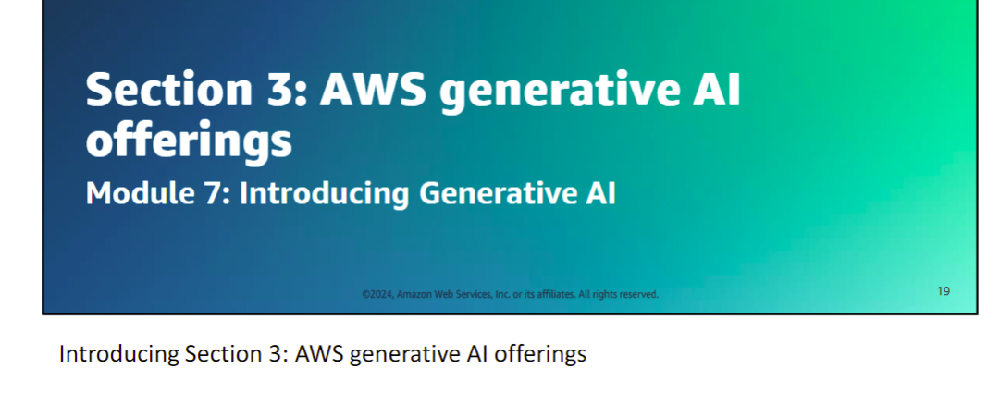 Section 3: AWS generative AI
offerings
Module 7: Introducing Generative AI
©2024, Amazon Web Services, Inc. or its affiliates. All rights reserved.
19
Introducing Section 3: AWS generative AI offerings